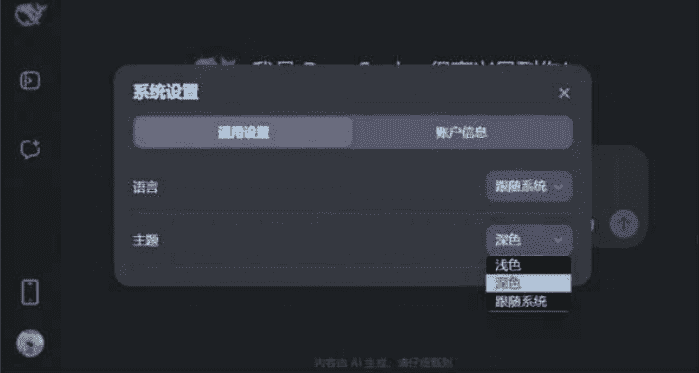 系统设置
通用设置
账户信息
语言
跟随系统
主题
深色
浅色
深色
跟随系统
内容由 AI 生成，请仔细甄别